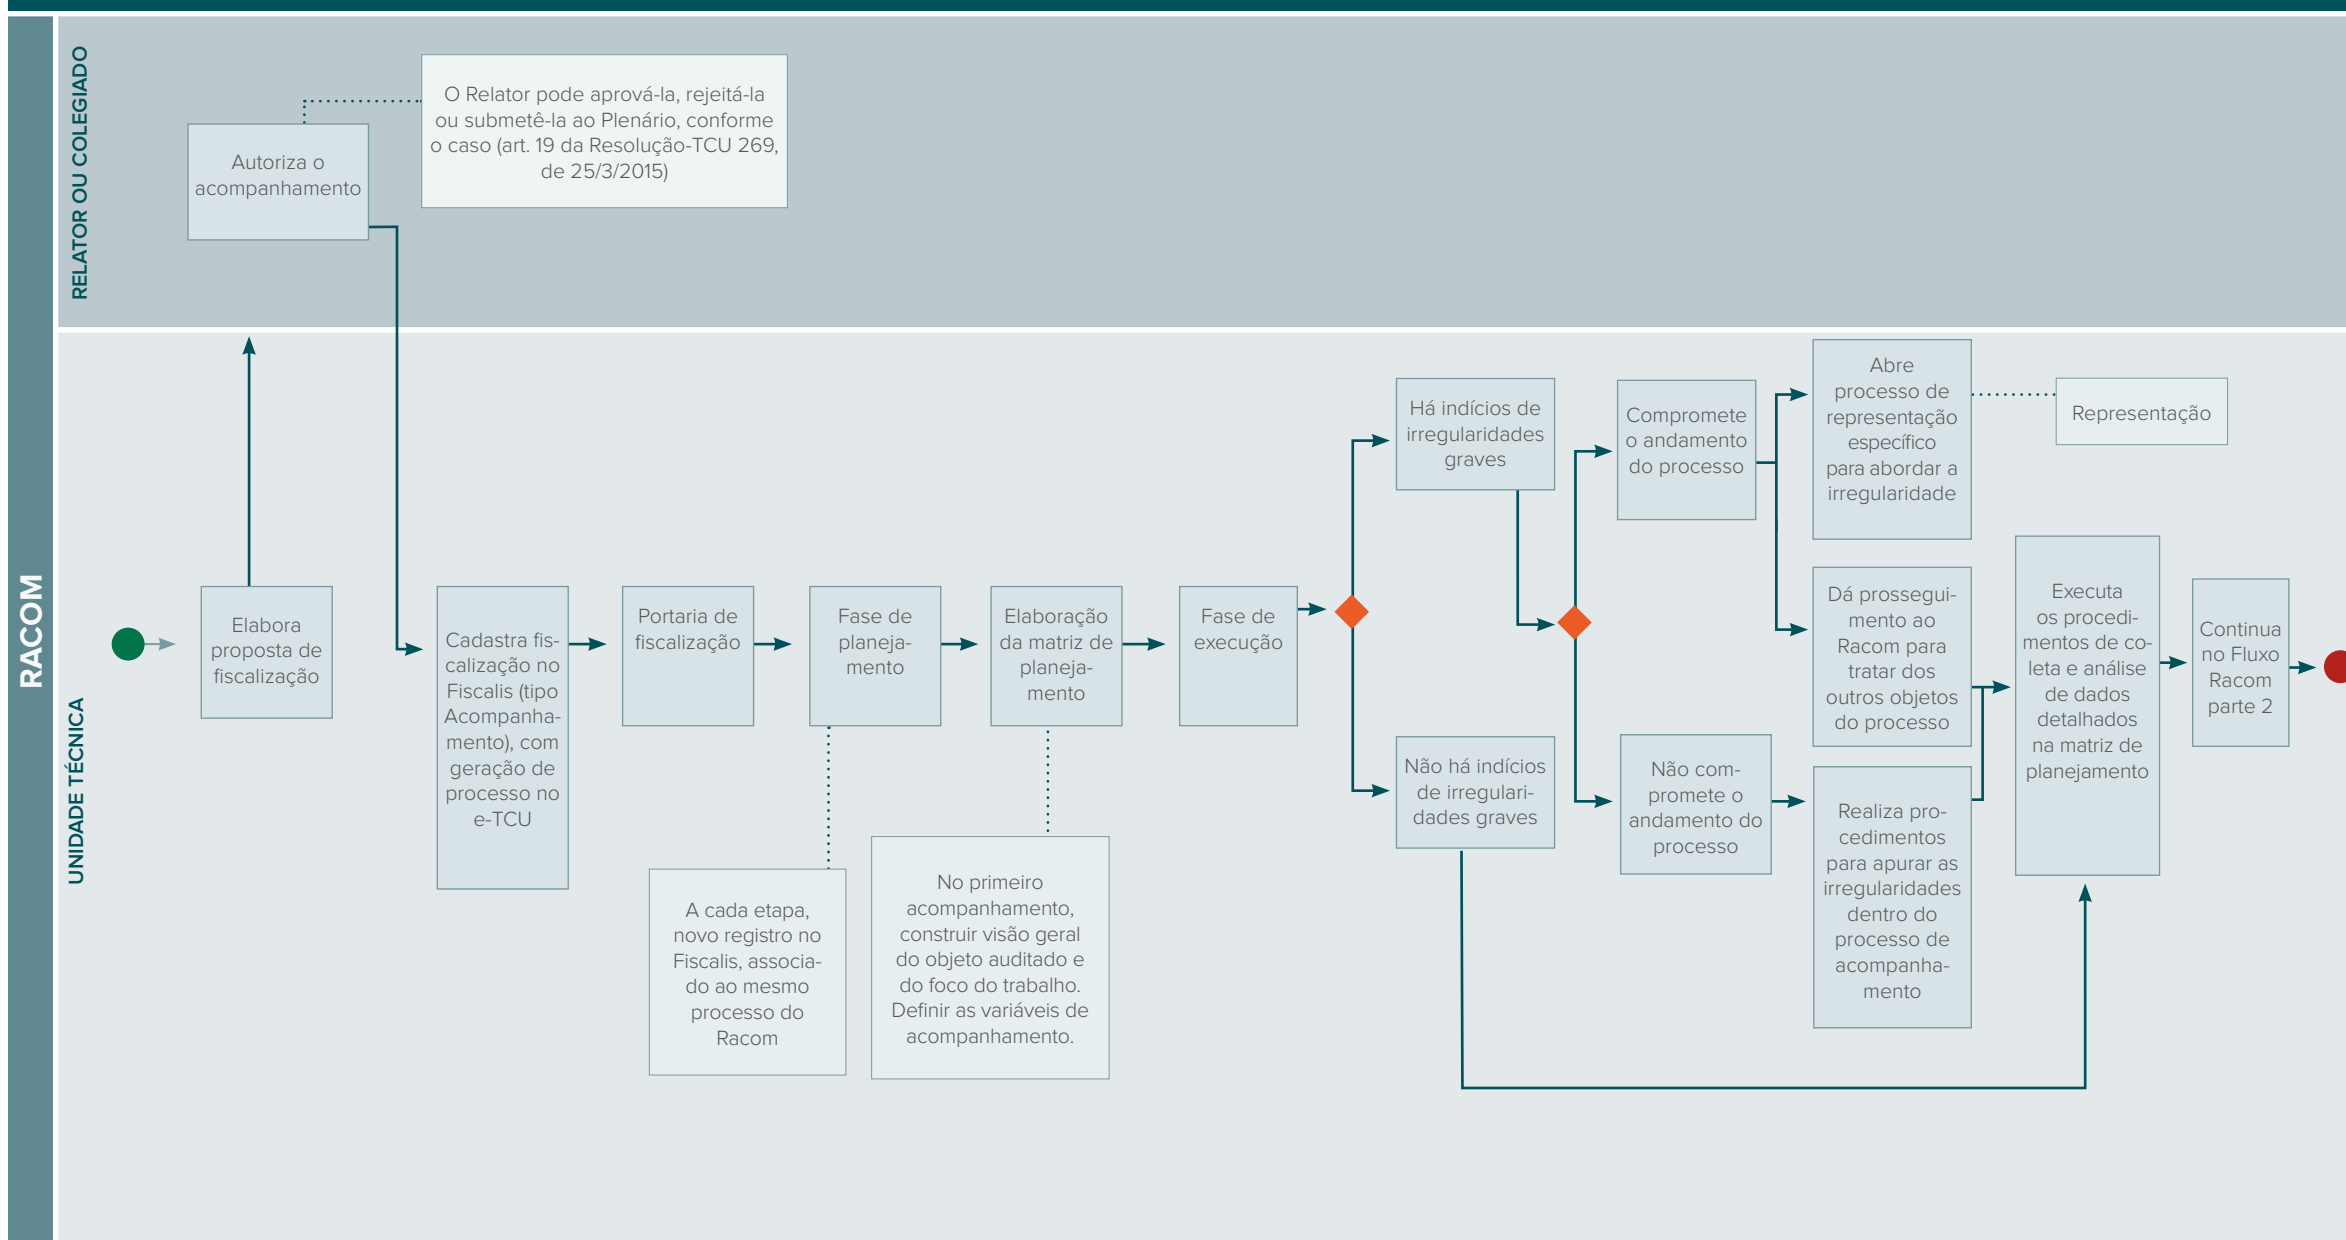 RACOM
RELATOR OU COLEGIADO
Autoriza o
acompanhamento
O Relator pode aprová-la, rejeitá-la
ou submetê-la ao Plenário, conforme
o caso (art. 19 da Resolução-TCU 269,
de 25/3/2015)
UNIDADE TÉCNICA
Elabora
proposta de
fiscalização
Cadastra fis-
calização no
Fiscalis (tipo
Acompanha-
mento), com
geração de
processo no
e-TCU
Portaria de
fiscalização
Fase de
planeja-
mento
A cada etapa,
novo registro no
Fiscalis, associa-
do ao mesmo
processo do
Racom
Elaboração
da matriz de
planeja-
mento
No primeiro
acompanhamento,
construir visão geral
do objeto auditado e
do foco do trabalho.
Definir as variáveis de
acompanhamento.
Fase de
execução
Há indícios de
irregularidades
graves
Não há indícios
de irregulari-
dades graves
Compromete
o andamento
do processo
Não com-
promete o
andamento do
processo
Abre
processo de
representação
específico
para abordar a
irregularidade
Representação
Dá prossegui-
mento ao
Racom para
tratar dos
outros objetos
do processo
Realiza pro-
cedimentos
para apurar as
irregularidades
dentro do
processo de
acompanha-
mento
Executa
os procedi-
mentos de co-
leta e análise
de dados
detalhados
na matriz de
planejamento
Continua
no Fluxo
Racom
parte 2